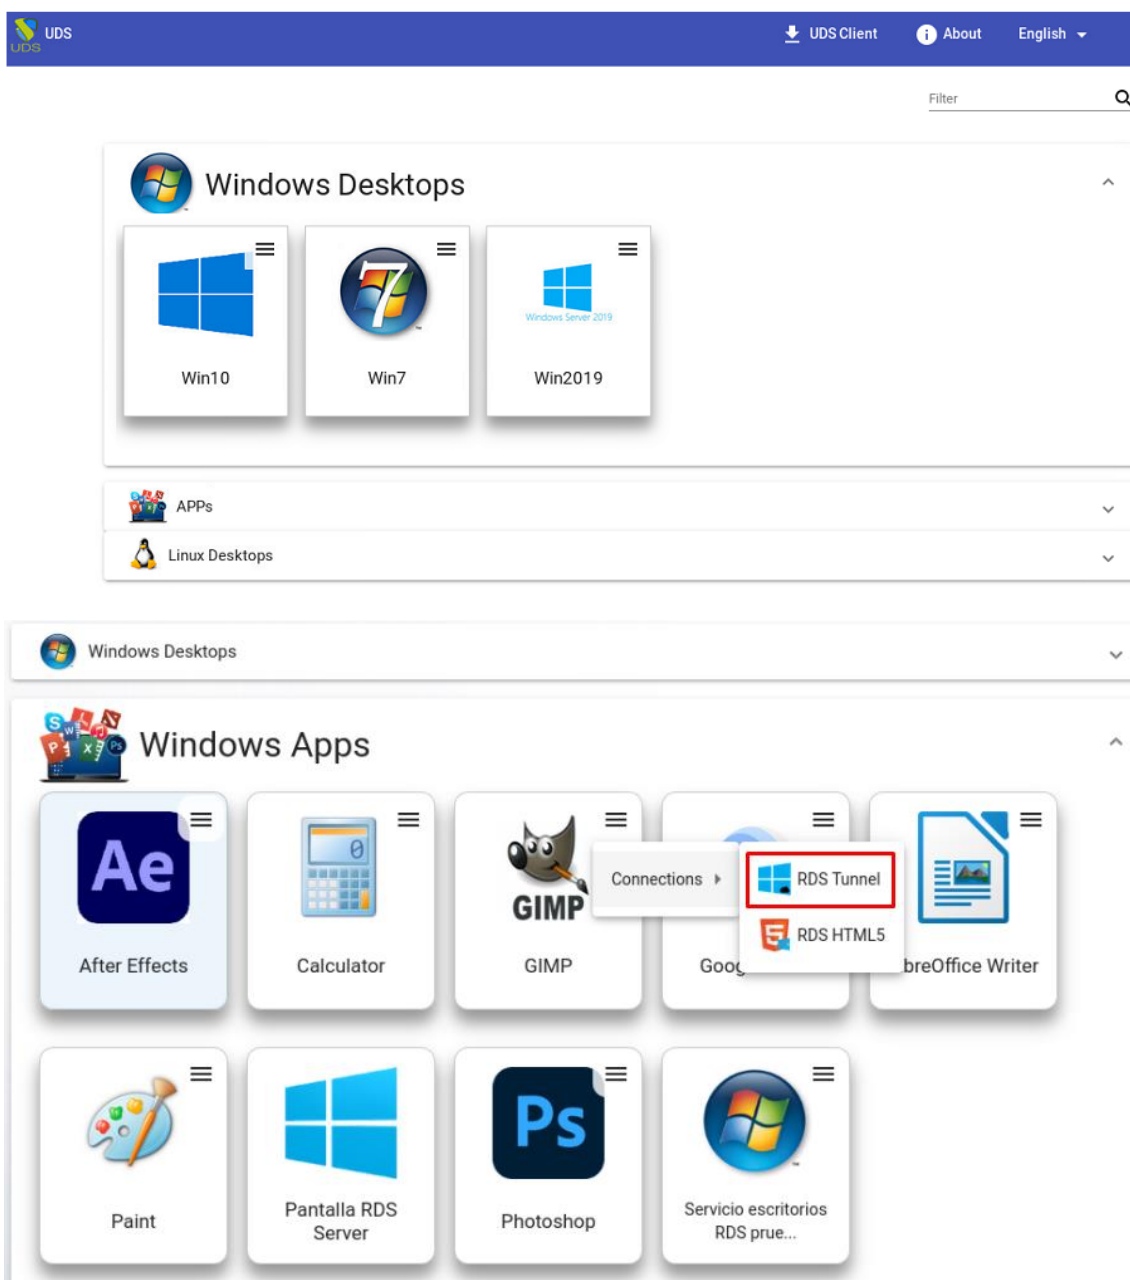 UDS
UDS
UDS Client
About
English
Filter
Windows Desktops
7
Windows Server 2019
Win10
Win7
Win2019
APPs
Linux Desktops
Windows Desktops
Windows Apps
Ae
0
GIMP
Connections
RDS Tunnel
RDS HTML5
After Effects
Calculator
GIMP
Goog
breOffice Writer
Ps
Paint
Pantalla RDS
Server
Photoshop
Servicio escritorios
RDS prue...